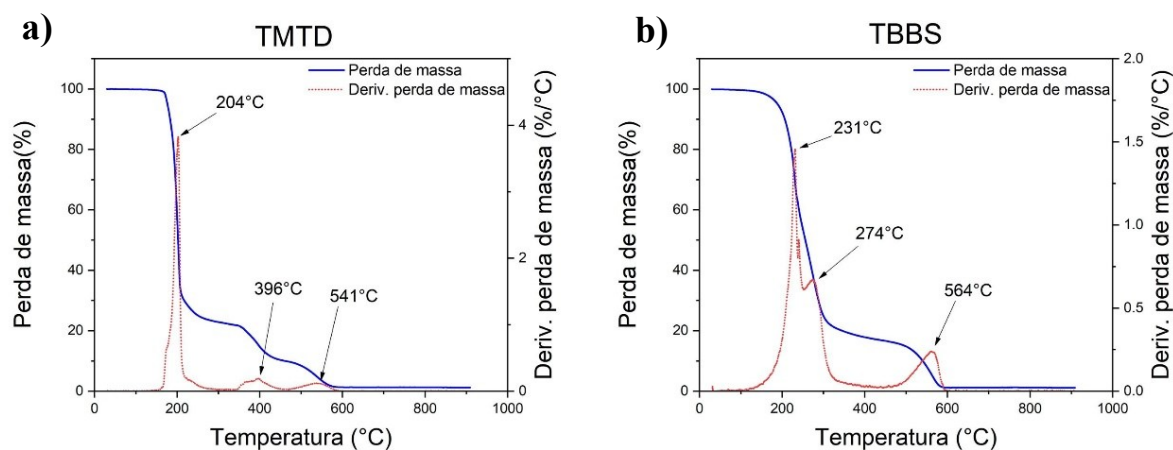 a)
TMTD
Perda de massa
Deriv. perda de massa
204°C
396°C
541°C
Perda de massa(%)
100
80
60
40
20
0
Deriv. perda de massa (%/°C)
4
2
0
0
200
400
600
800
1000
Temperatura (°C)
b)
TBBS
Perda de massa
Deriv. perda de massa
231°C
274°C
564°C
Perda de massa (%)
100
80
60
40
20
0
Deriv. perda de massa (%/°C)
2.0
1.5
1.0
0.5
0.0
0
200
400
600
800
1000
Temperatura (°C)